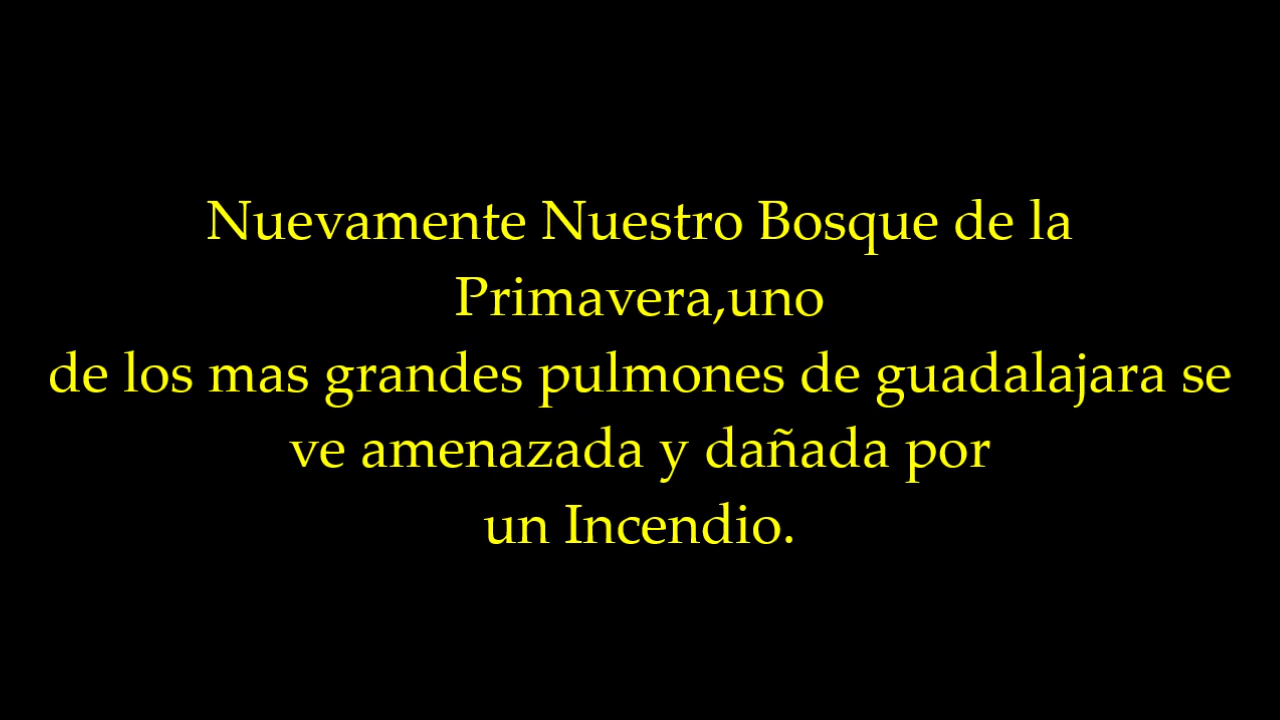 Nuevamente Nuestro Bosque de la
Primavera,uno
de los mas grandes pulmones de guadalajara se
ve amenazada y dañada por
un Incendio.